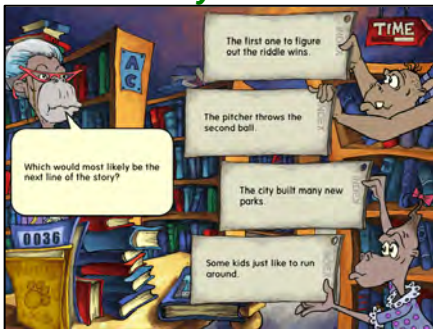 The first one to figure
out the riddle wins.
TIME
A
C
The pitcher throws the
second ball.
Which would most likely be the
next line of the story?
The city built many new
parks.
0036
Some kids just like to run
around.